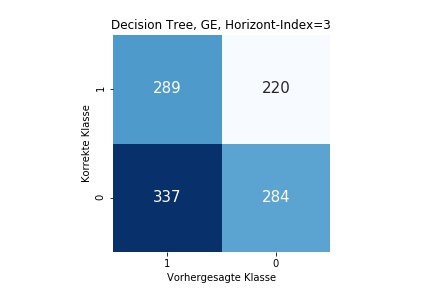 Decision Tree, GE, Horizont-Index=3
Korrekte Klasse
1
289
220
0
337
284
1
0
Vorhergesagte Klasse